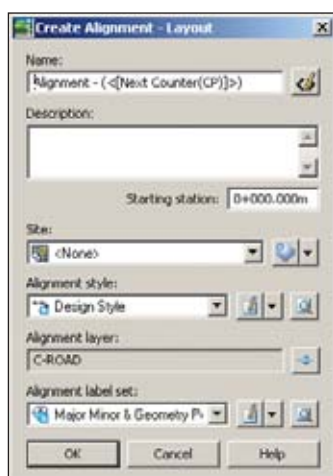 Create Alignment - Layout
Name:
Alignment - (<[Next Counter(CP)]>)
Description:
Starting station: 0+000.000m
Site:
<None>
Alignment style:
Design Style
Alignment layer:
C-ROAD
Alignment label set:
Major Minor & Geometry
OK Cancel Help